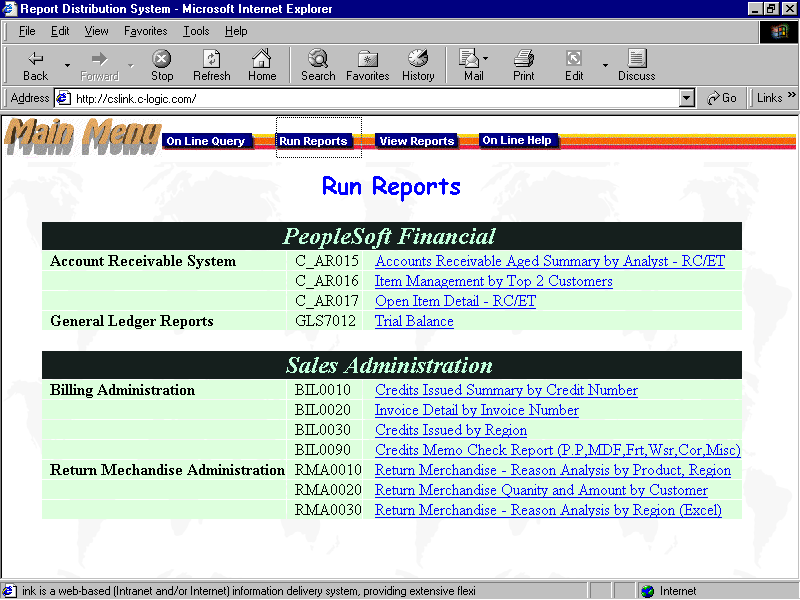 Report Distribution System - Microsoft Internet Explorer
File Edit View Favorites Tools Help
Back Forward Stop Refresh Home Search Favorites History Mail Print Edit Discuss
Address http://cslink.c-logic.com/ Go Links »
Main Menu On Line Query Run Reports View Reports On Line Help
Run Reports
PeopleSoft Financial
Account Receivable System C_AR015 Accounts Receivable Aged Summary by Analyst - RC/ET
C_AR016 Item Management by Top 2 Customers
C_AR017 Open Item Detail - RC/ET
General Ledger Reports GLS7012 Trial Balance
Sales Administration
Billing Administration BIL0010 Credits Issued Summary by Credit Number
BIL0020 Invoice Detail by Invoice Number
BIL0030 Credits Issued by Region
BIL0090 Credits Memo Check Report (P.P,MDF,Frt,Wsr,Cor,Misc)
Return Mechandise Administration RMA0010 Return Merchandise - Reason Analysis by Product, Region
RMA0020 Return Merchandise Quanity and Amount by Customer
RMA0030 Return Merchandise - Reason Analysis by Region (Excel)
ink is a web-based (Intranet and/or Internet) information delivery system, providing extensive flexi Internet